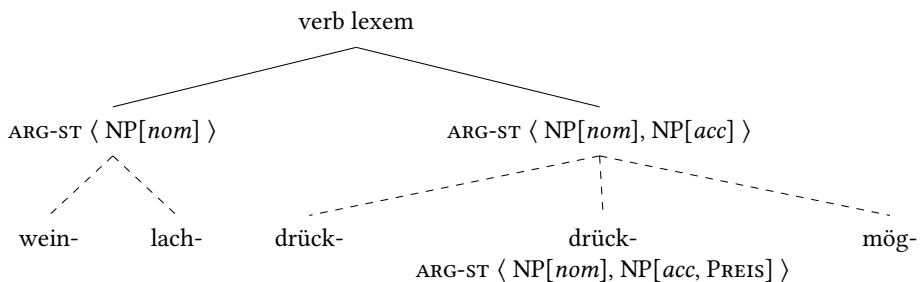 verb lexem
ARG-ST ⟨ NP[nom] ⟩ ARG-ST ⟨ NP[nom], NP[acc] ⟩
wein- lach- drück- drück- mög-
ARG-ST ⟨ NP[nom], NP[acc, PREIS] ⟩